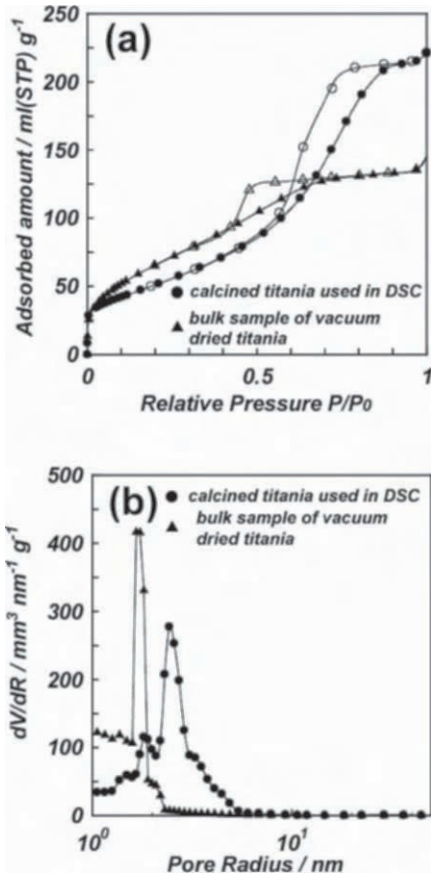 (a)
250
200
150
100
50
0
Adsorbed amount / ml(STP) g-1
calcined titania used in DSC
bulk sample of vacuum
dried titania
0
0.5
1
Relative Pressure P/P0
(b)
500
400
300
200
100
0
dV/dR / mm3 nm-1 g-1
calcined titania used in DSC
bulk sample of vacuum
dried titania
10⁰
10¹
Pore Radius / nm